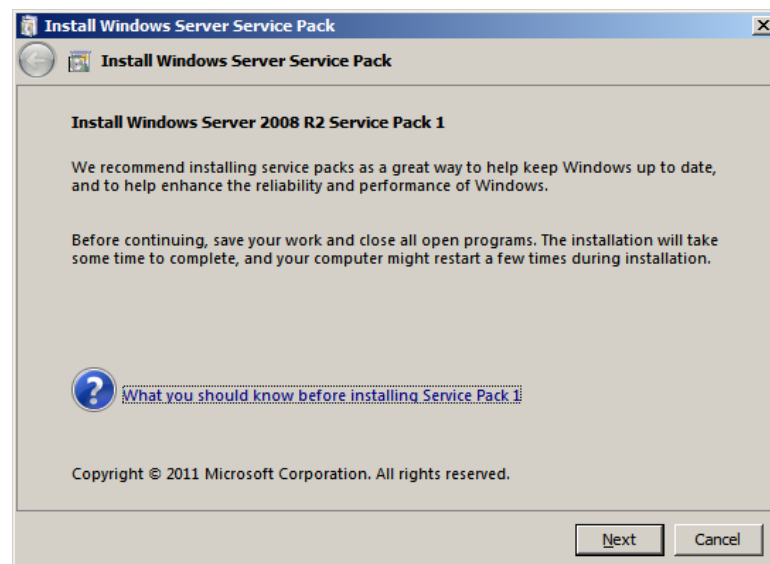 Install Windows Server Service Pack
Install Windows Server Service Pack
Install Windows Server 2008 R2 Service Pack 1
We recommend installing service packs as a great way to help keep Windows up to date,
and to help enhance the reliability and performance of Windows.
Before continuing, save your work and close all open programs. The installation will take
some time to complete, and your computer might restart a few times during installation.
What you should know before installing Service Pack 1
Copyright © 2011 Microsoft Corporation. All rights reserved.
Next Cancel